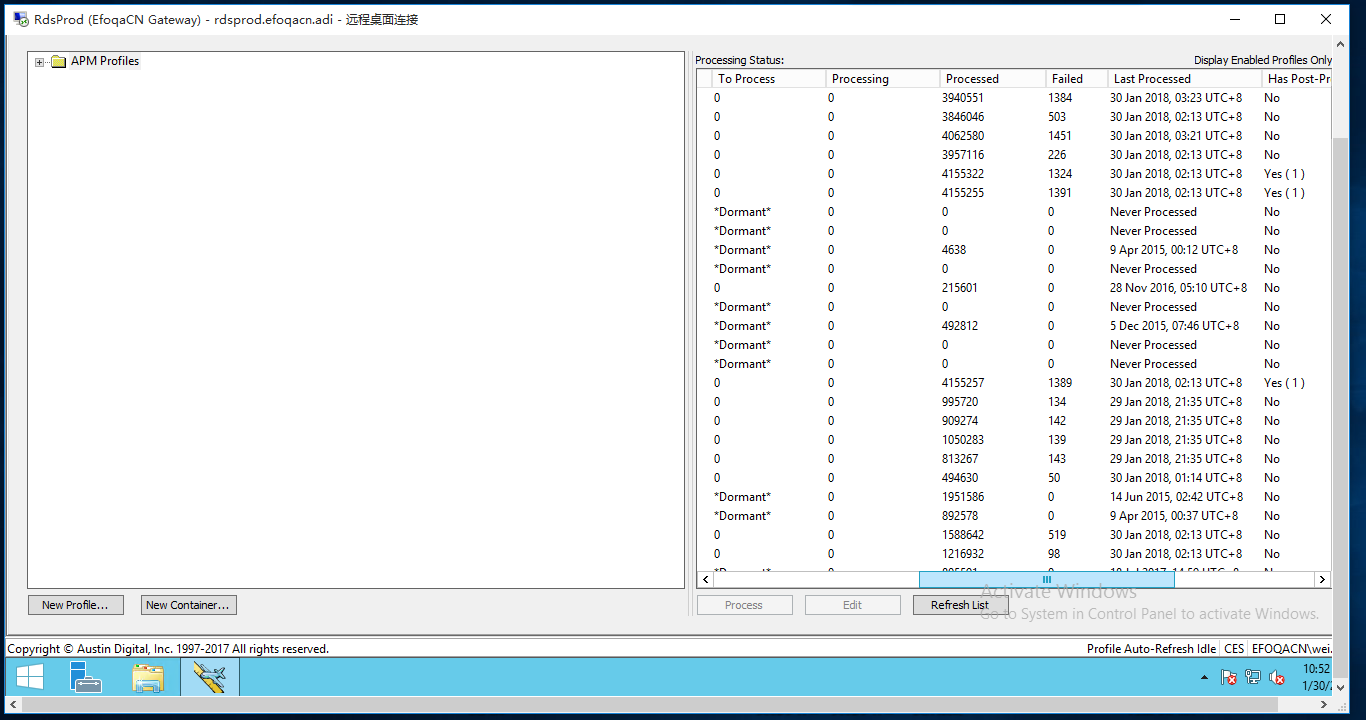 RdsProd (EfoqaCN Gateway) - rdsprod.efoqacn.adi - 远程桌面连接
APM Profiles
Processing Status:
Display Enabled Profiles Only
To Process Processing Processed Failed Last Processed Has Post-Pr
0 0 3940551 1384 30 Jan 2018, 03:23 UTC+8 No
0 0 3846046 503 30 Jan 2018, 02:13 UTC+8 No
0 0 4062580 1451 30 Jan 2018, 03:21 UTC+8 No
0 0 3957116 226 30 Jan 2018, 02:13 UTC+8 No
0 0 4155322 1324 30 Jan 2018, 02:13 UTC+8 Yes ( 1 )
0 0 4155255 1391 30 Jan 2018, 02:13 UTC+8 Yes ( 1 )
*Dormant* 0 0 0 Never Processed No
*Dormant* 0 0 0 Never Processed No
*Dormant* 0 4638 0 9 Apr 2015, 00:12 UTC+8 No
*Dormant* 0 0 0 Never Processed No
0 0 215601 0 28 Nov 2016, 05:10 UTC+8 No
*Dormant* 0 0 0 Never Processed No
*Dormant* 0 492812 0 5 Dec 2015, 07:46 UTC+8 No
*Dormant* 0 0 0 Never Processed No
*Dormant* 0 0 0 Never Processed No
0 0 4155257 1389 30 Jan 2018, 02:13 UTC+8 Yes ( 1 )
0 0 995720 134 29 Jan 2018, 21:35 UTC+8 No
0 0 909274 142 29 Jan 2018, 21:35 UTC+8 No
0 0 1050283 139 29 Jan 2018, 21:35 UTC+8 No
0 0 813267 143 29 Jan 2018, 21:35 UTC+8 No
0 0 494630 50 30 Jan 2018, 01:14 UTC+8 No
*Dormant* 0 1951586 0 14 Jun 2015, 02:42 UTC+8 No
*Dormant* 0 892578 0 9 Apr 2015, 00:37 UTC+8 No
0 0 1588642 519 30 Jan 2018, 02:13 UTC+8 No
0 0 1216932 98 30 Jan 2018, 02:13 UTC+8 No
New Profile... New Container... Process Edit Refresh List
Activate Windows
Go to System in Control Panel to activate Windows.
Copyright © Austin Digital, Inc. 1997-2017 All rights reserved.
Profile Auto-Refresh Idle CES EFOQACN\wei.
10:52
1/30/2